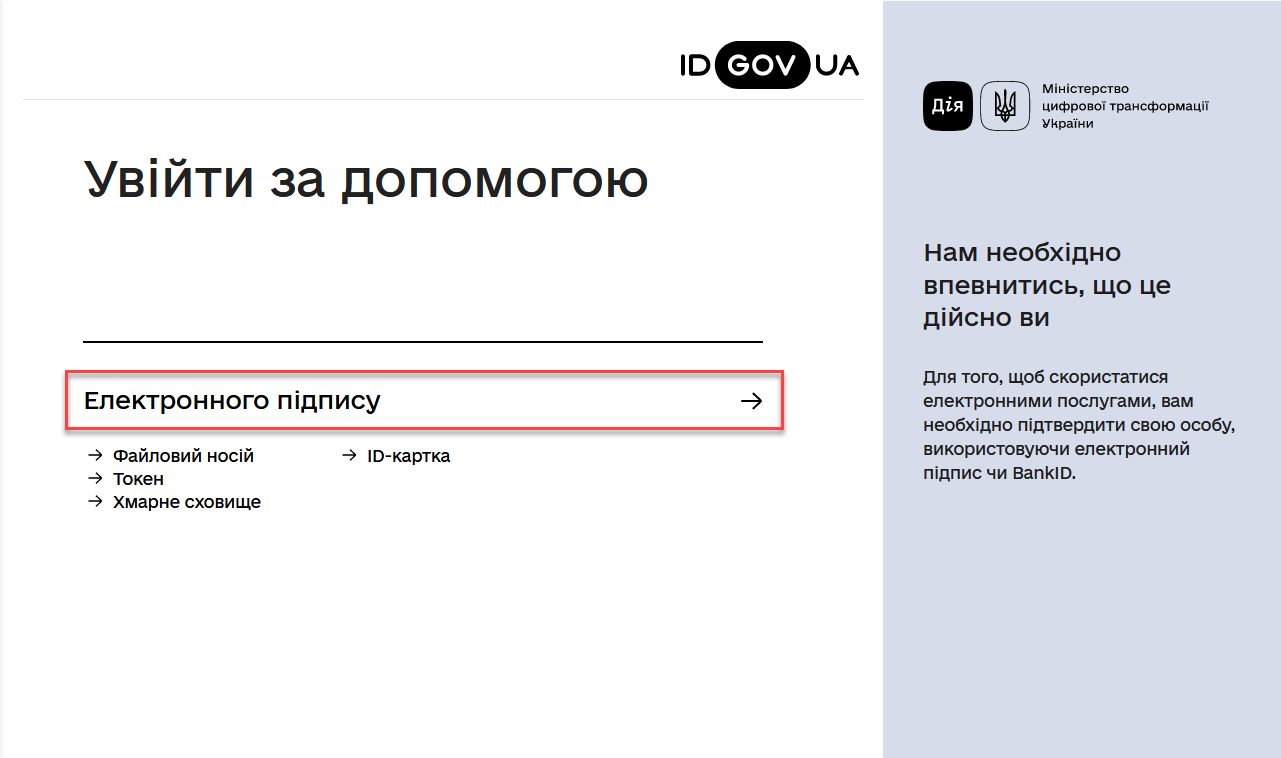 ID GOV UA
Увійти за допомогою
Електронного підпису
Файловий носій
ID-картка
Токен
Хмарне сховище
Дія
Міністерство
цифрової трансформації
України
Нам необхідно
впевнитись, що це
дійсно ви
Для того, щоб скористатися
електронними послугами, вам
необхідно підтвердити свою особу,
використовуючи електронний
підпис чи BankID.